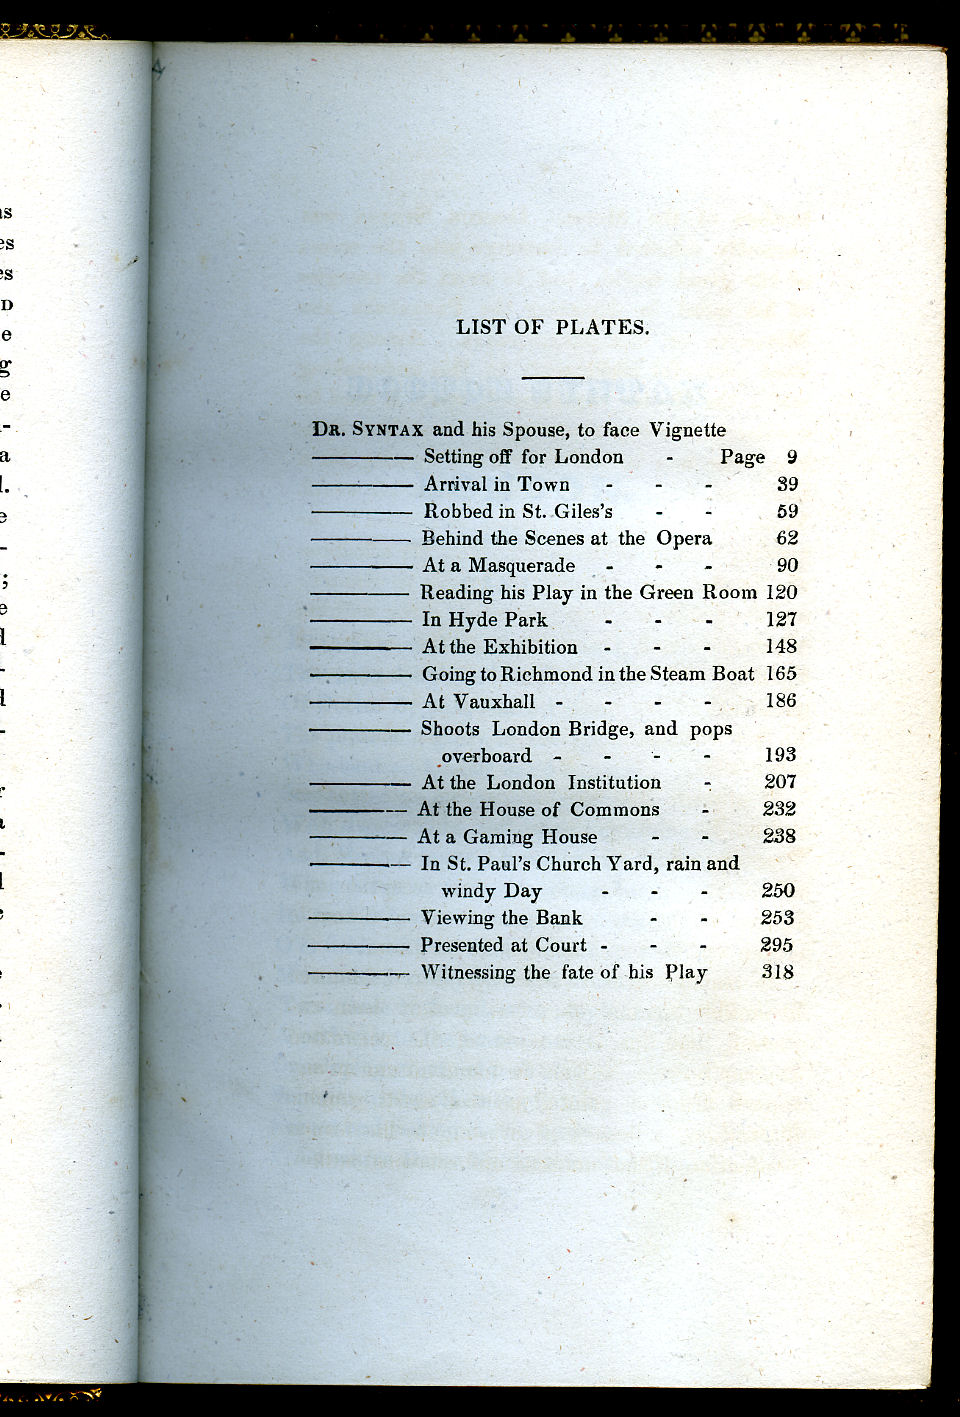 LIST OF PLATES.
DR. SYNTAX and his Spouse, to face Vignette
——— Setting off for London - Page 9
——— Arrival in Town - - - 39
——— Robbed in St. Giles's - - 59
——— Behind the Scenes at the Opera 62
——— At a Masquerade - - - 90
——— Reading his Play in the Green Room 120
——— In Hyde Park - - - 127
——— At the Exhibition - - - 148
——— Going to Richmond in the Steam Boat 165
——— At Vauxhall - - - - 186
——— Shoots London Bridge, and pops
overboard - - - - 193
——— At the London Institution - 207
——— At the House of Commons - 232
——— At a Gaming House - - 238
——— In St. Paul's Church Yard, rain and
windy Day - - - 250
——— Viewing the Bank - - 253
——— Presented at Court - - - 295
——— Witnessing the fate of his Play 318